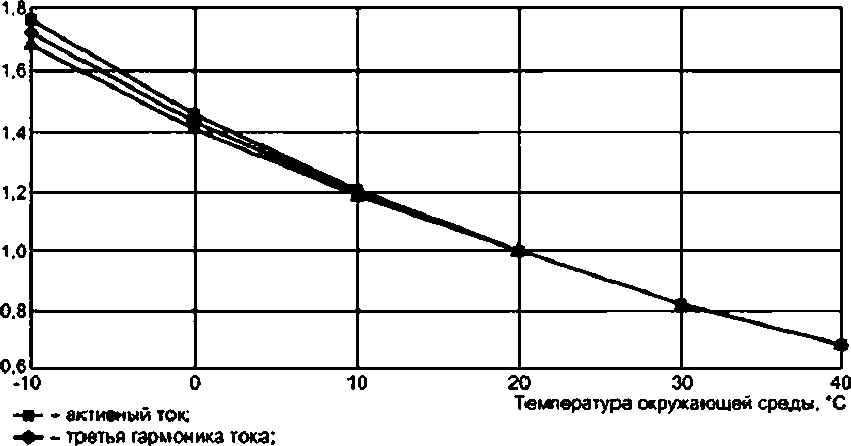 1,8
1,6
1,4
1,2
1,0
0,8
0,6
-10 0 10 20 30 40
Температура окружающей среды, °С
– активный ток;
– третья гармоника тока;